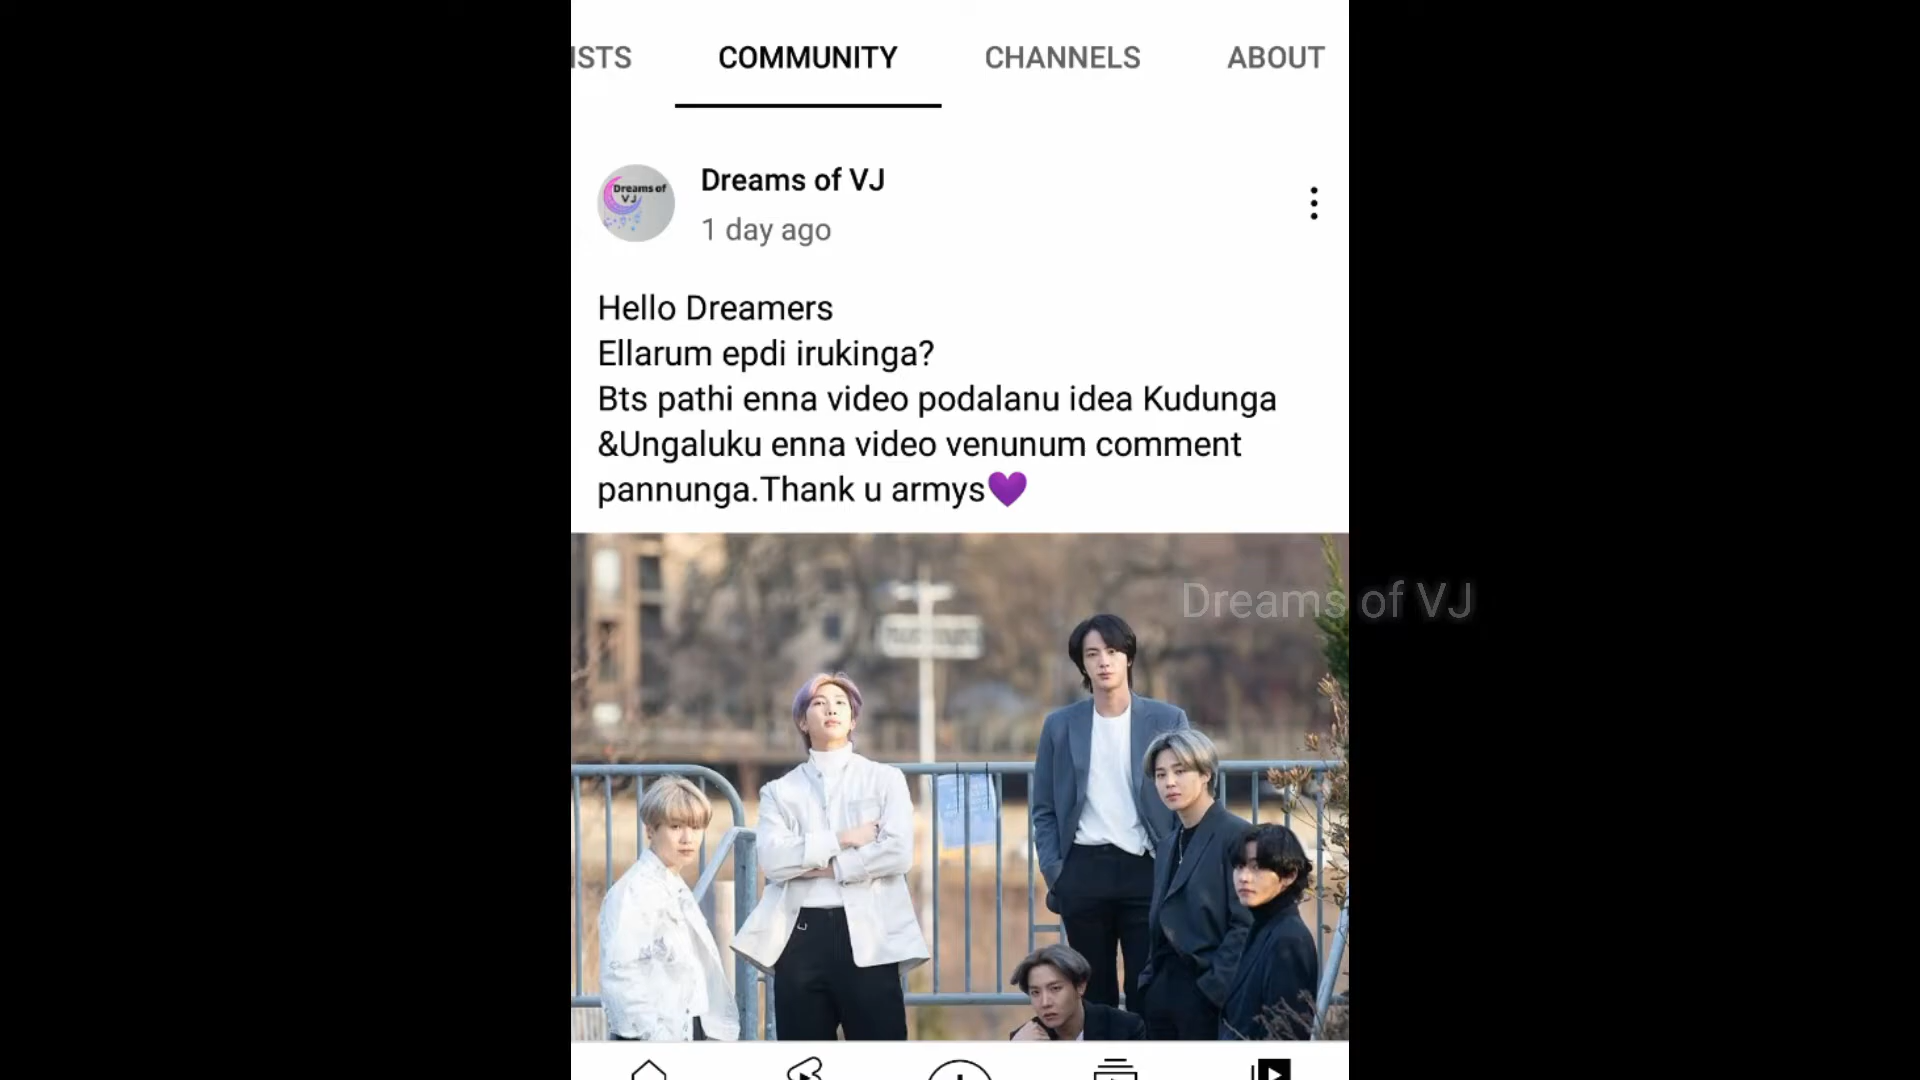 ISTS COMMUNITY CHANNELS ABOUT
Dreams of VJ
Dreams of VJ
1 day ago
Hello Dreamers
Ellarum epdi irukinga?
Bts pathi enna video podalanu idea Kudunga
&Ungaluku enna video venunum comment
pannunga.Thank u armys💜
Dreams of VJ